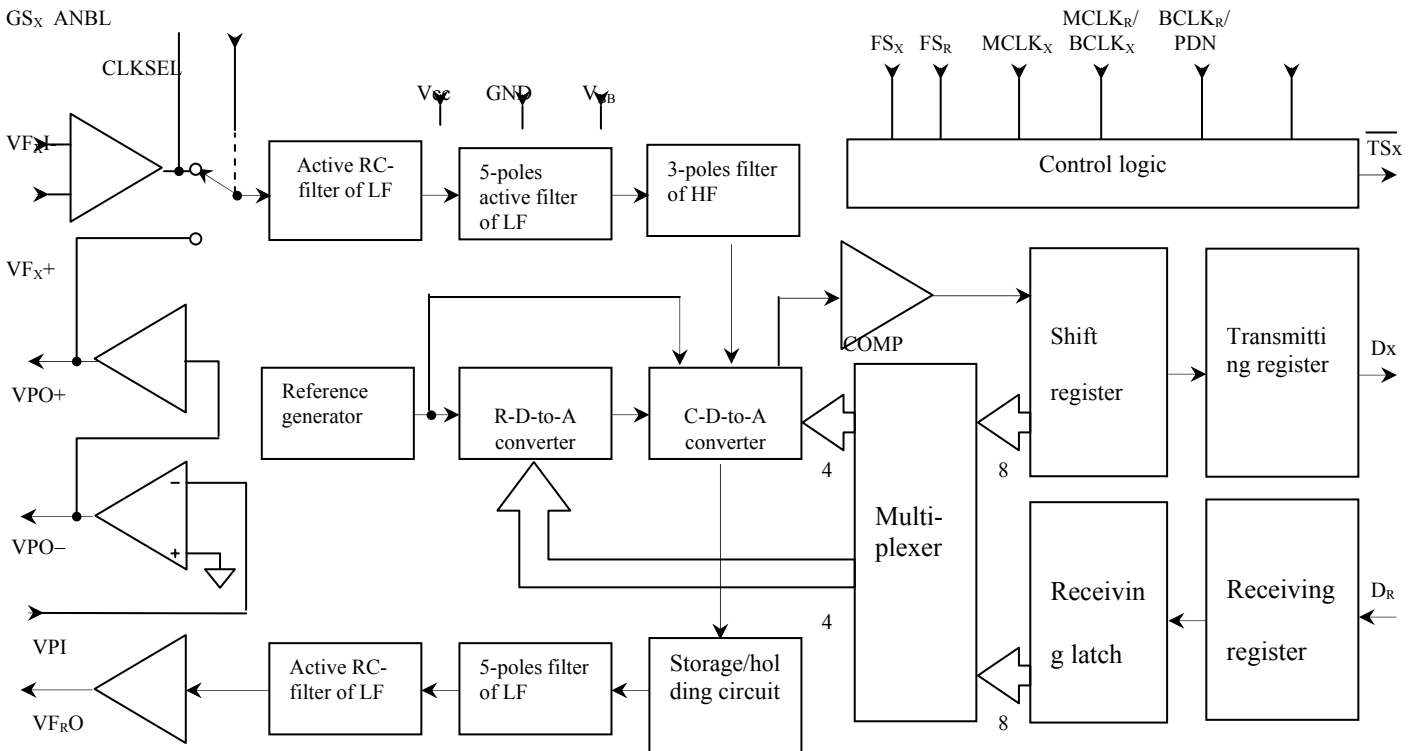 GSX ANBL
CLKSEL
VFXI-
VFX+
VPO+
VPO–
VPI
VFRO
Vcc
GND
VBB
FSX
FSR
MCLKX
MCLKR/
BCLKX
BCLKR/
PDN
Active RC-
filter of LF
5-poles
active filter
of LF
3-poles filter
of HF
Control logic
TSx
COMP
Shift
register
Transmitti
ng register
Dx
Reference
generator
R-D-to-A
converter
C-D-to-A
converter
4
8
Multi-
plexer
–
+
4
8
Receivin
g latch
Receiving
register
DR
Active RC-
filter of LF
5-poles filter
of LF
Storage/hol
ding circuit